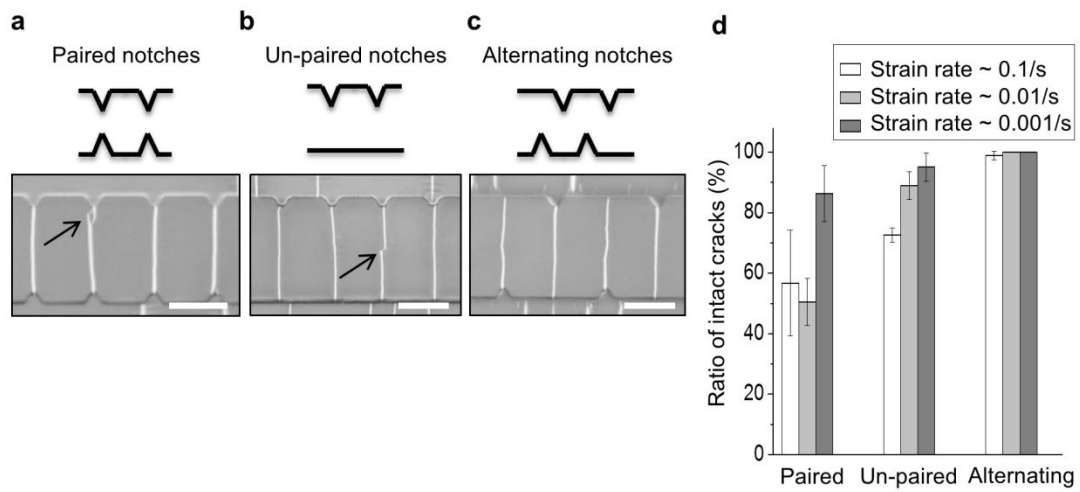 a
Paired notches
b
Un-paired notches
c
Alternating notches
d
Strain rate ~ 0.1/s
Strain rate ~ 0.01/s
Strain rate ~ 0.001/s
Ratio of intact cracks (%)
100
80
60
40
20
0
Paired
Un-paired
Alternating